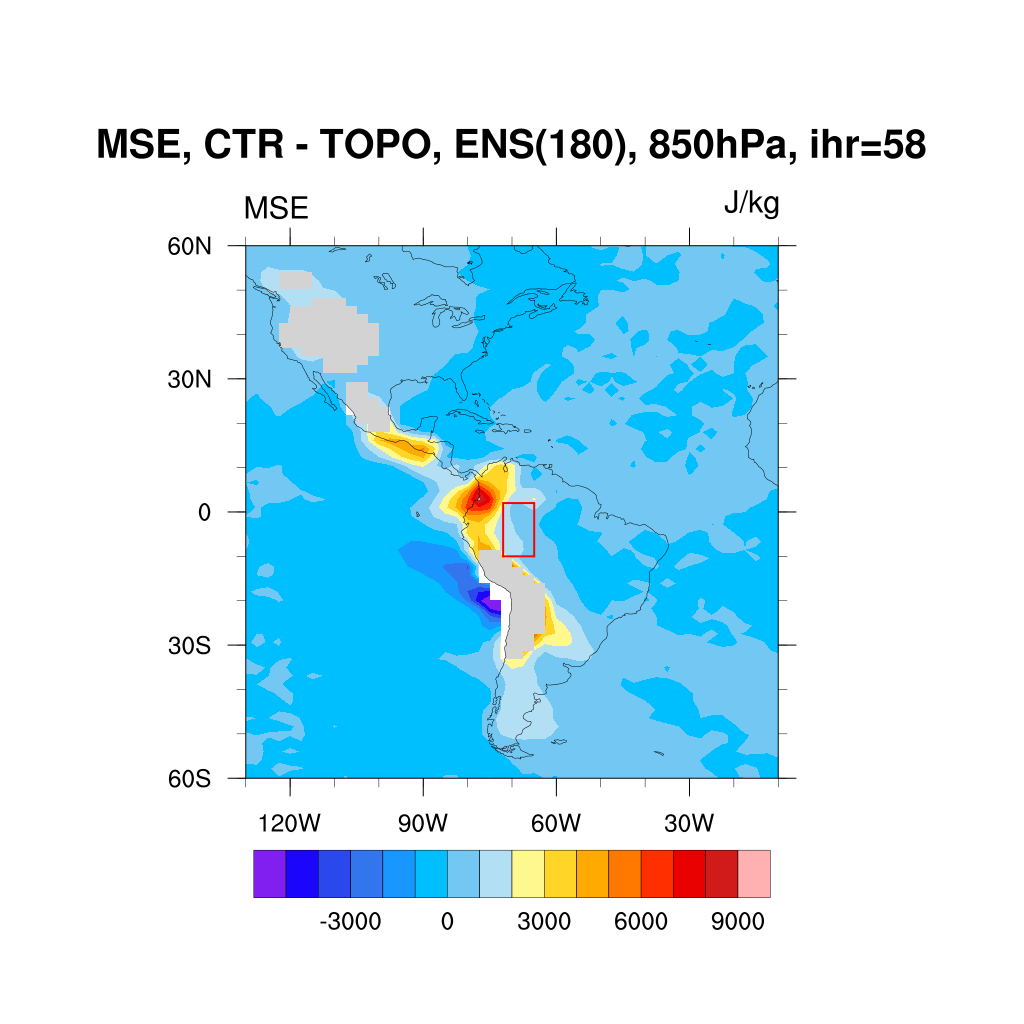 MSE, CTR - TOPO, ENS(180), 850hPa, ihr=58
MSE
J/kg
60N
30N
0
30S
60S
120W 90W 60W 30W
-3000 0 3000 6000 9000